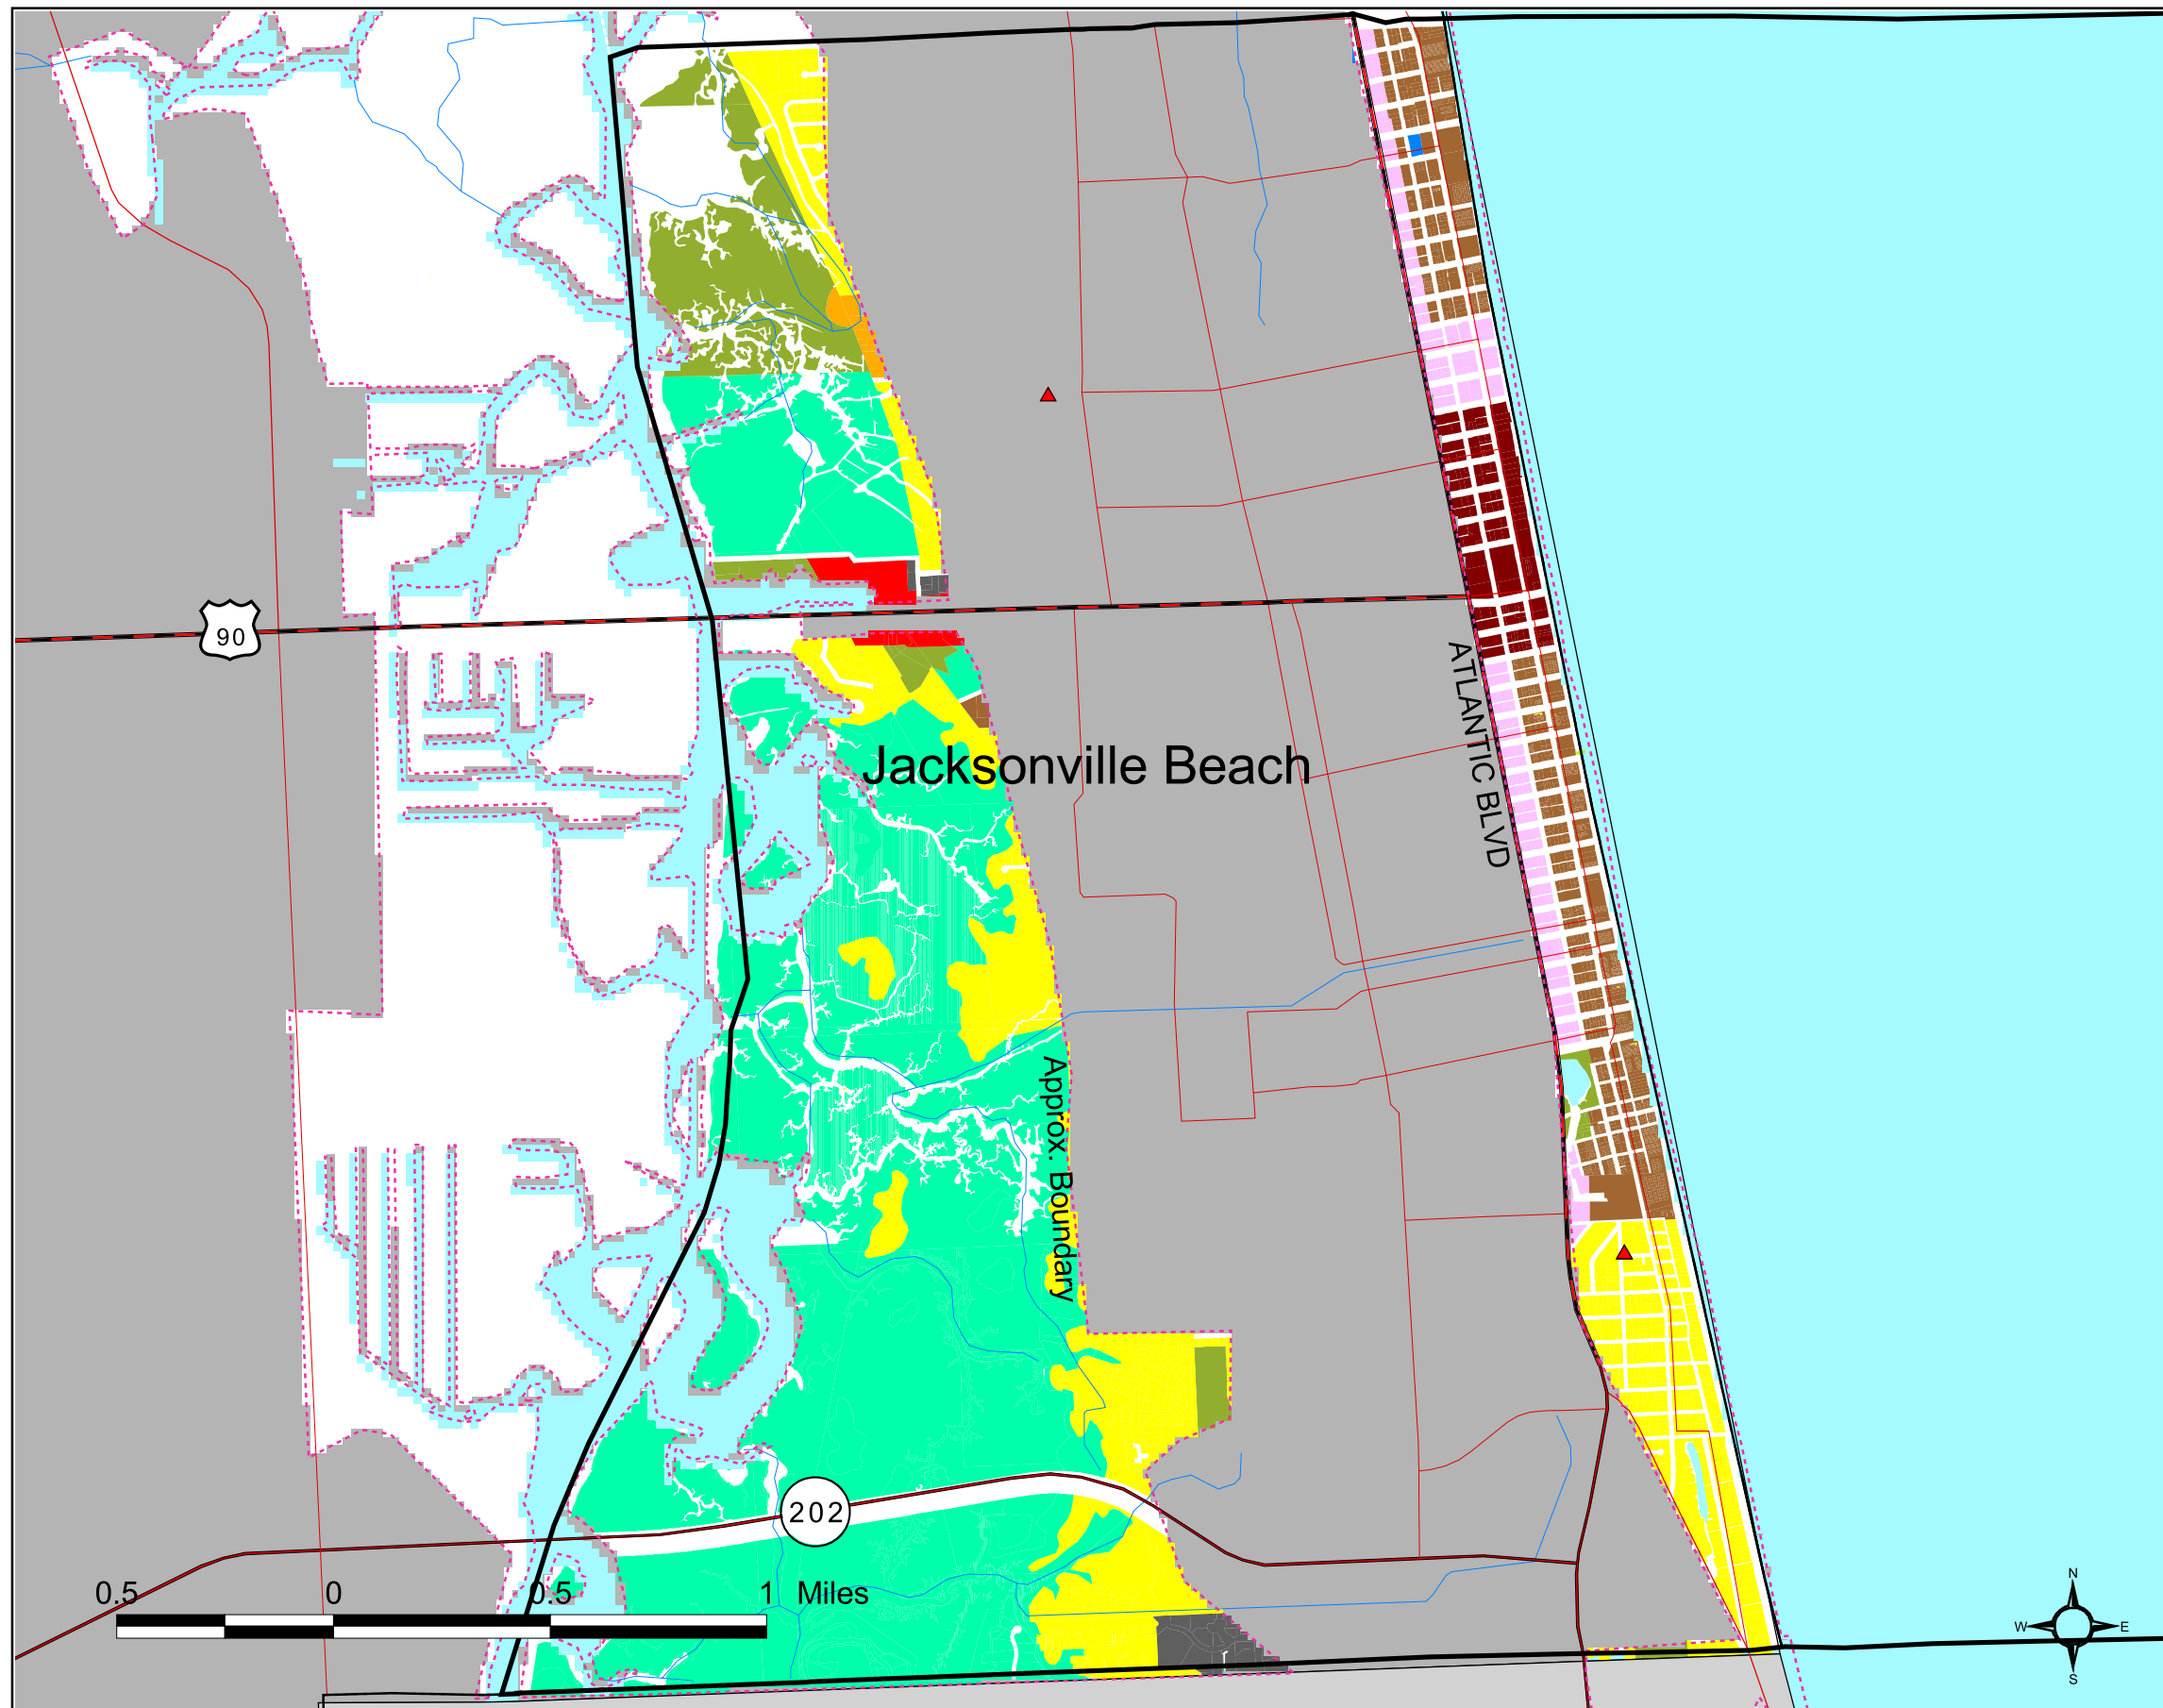 90
ATLANTIC BLVD
Jacksonville Beach
Approx. Boundary
202
0.5 0 0.5 1 Miles
N
W E
S